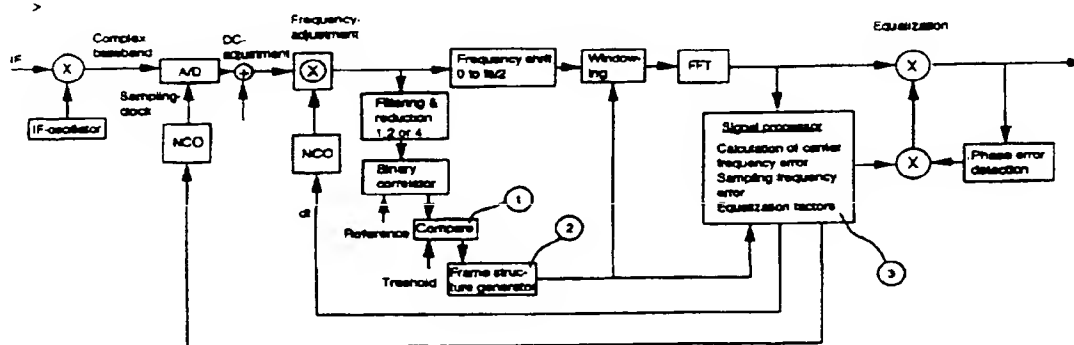 >
IF
X
IF-oscillator
Complex
baseband
A/D
Sampling-
clock
NCO
DC-
adjustment
+
Frequency-
adjustment
X
NCO
df
Filtering &
reduction
1,2 or 4
Binary
correlator
Reference
Compare
1
Treshold
Frame struc-
ture generator
2
Frequency shift
0 to fs/2
Window-
ing
FFT
Signal processor
Calculation of carrier
frequency error
Sampling frequency
error
Equalization factors
3
Equalization
X
X
Phase error
detection